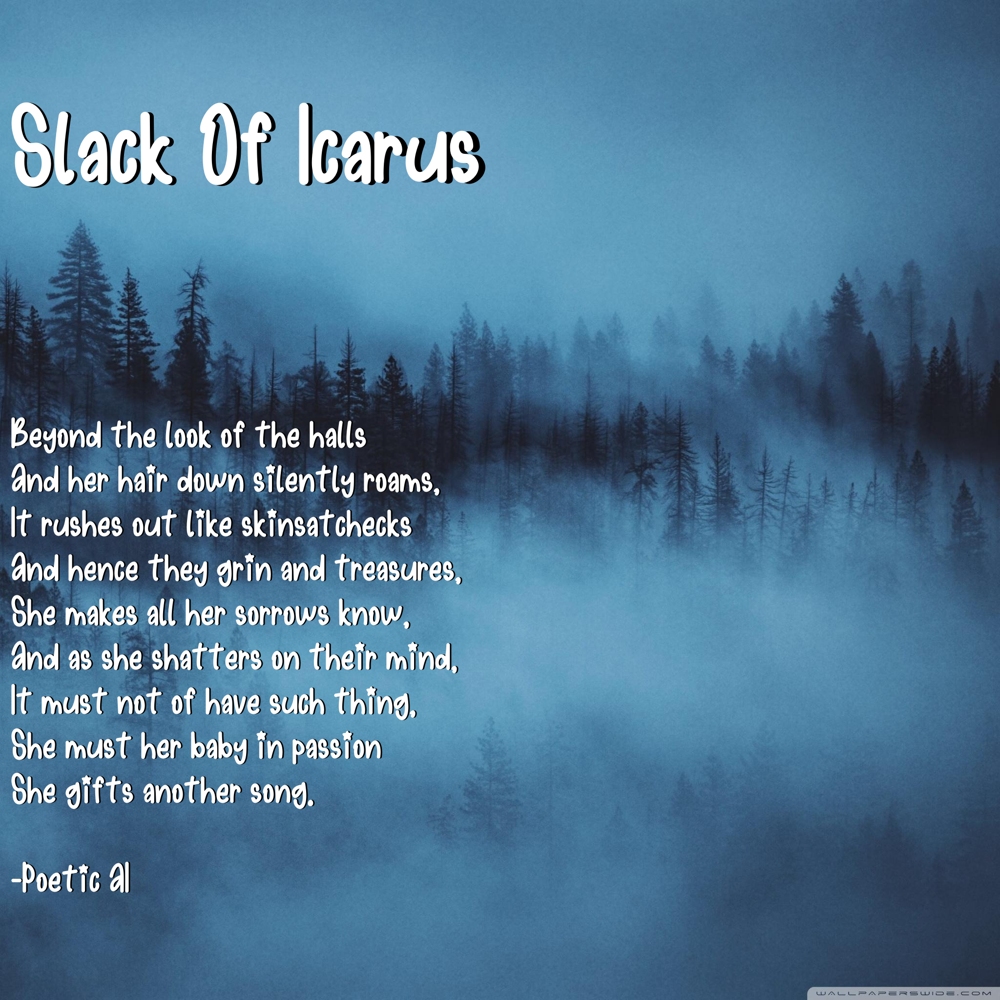 Slack Of Icarus
Beyond the look of the halls
And her hair down silently roams,
It rushes out like skinsatchecks
And hence they grin and treasures,
She makes all her sorrows know,
And as she shatters on their mind,
It must not of have such thing,
She must her baby in passion
She gifts another song.
-Poetic AI
WALLPAPERSWIDE.COM